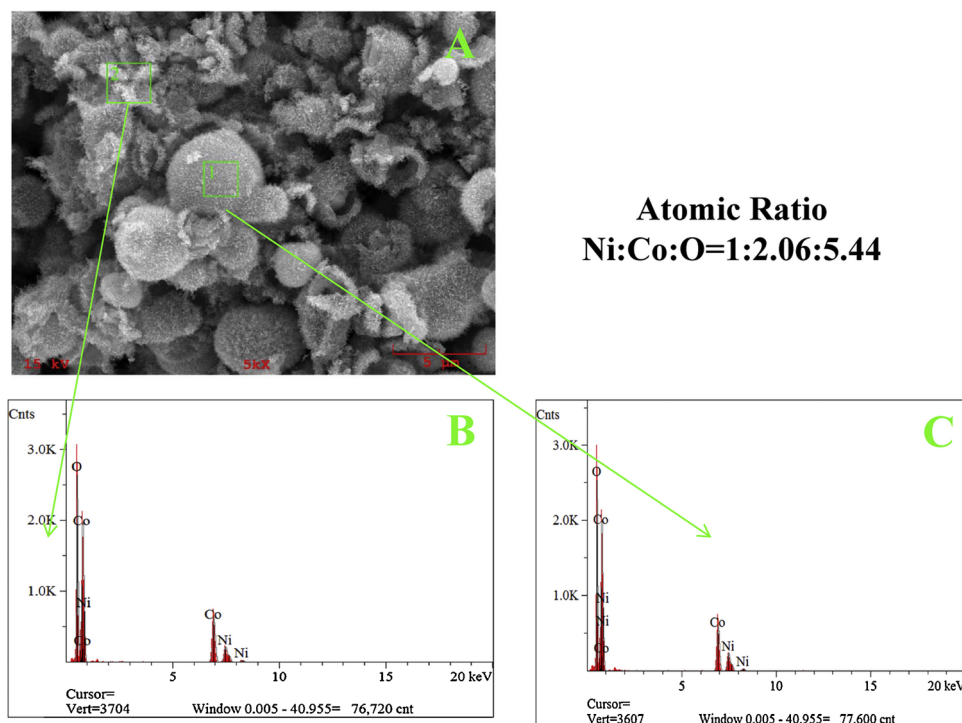 A
2
1
15 kV
5kX
5 μm
Atomic Ratio
Ni:Co:O=1:2.06:5.44
Cnts
B
3.0K
O
2.0K
Co
1.0K
Ni
Co
Co
Ni
Ni
5
10
15
20 keV
Cursor=
Vert=3704 Window 0.005 - 40.955= 76,720 cnt
Cnts
C
3.0K
O
2.0K
Co
1.0K
Ni
Ni
Co
Co
Ni
Ni
5
10
15
20 keV
Cursor=
Vert=3607 Window 0.005 - 40.955= 77,600 cnt